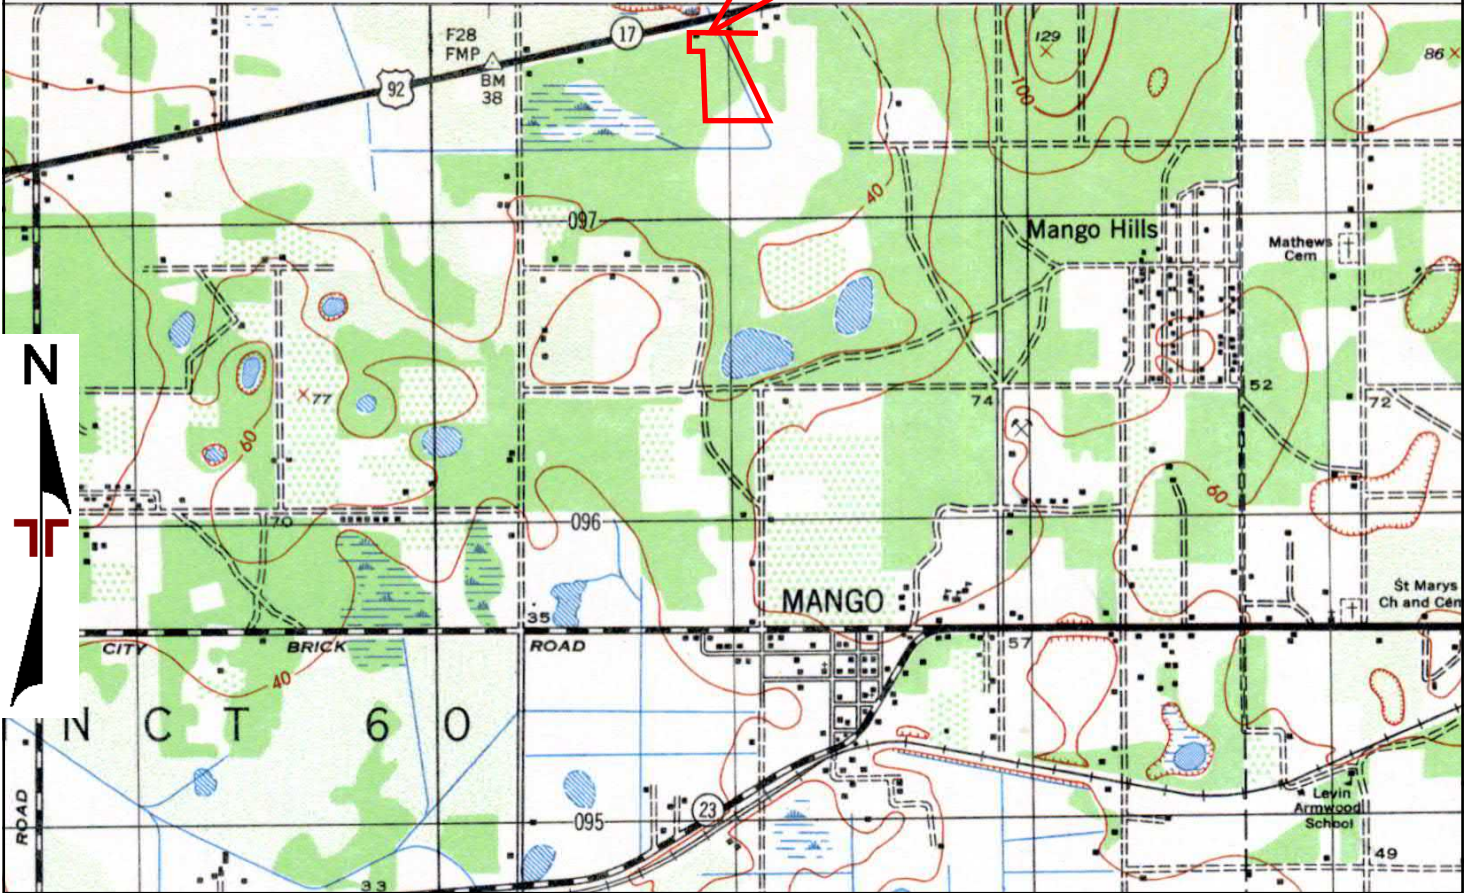 17
129
86
F28
FMP
BM
38
92
100
40
097
Mango Hills
Mathews
Cem
N
77
52
74
72
60
60
70
096
MANGO
St Marys
Ch and Cem
35
CITY
BRICK
ROAD
57
40
N C T 6 0
ROAD
23
095
Levin
Armwood
School
49
33